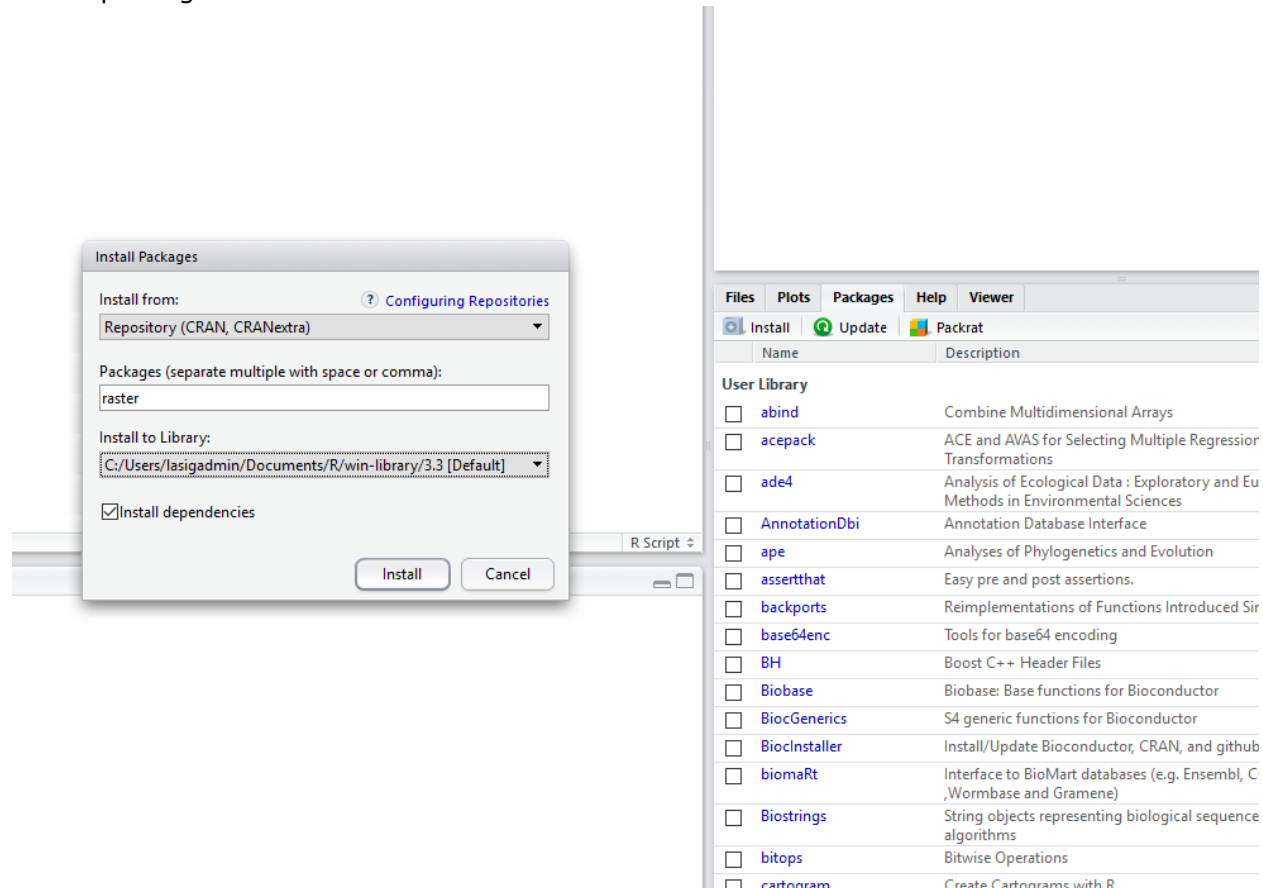 Install Packages
Install from:
? Configuring Repositories
Repository (CRAN, CRANextra)
Packages (separate multiple with space or comma):
raster
Install to Library:
C:/Users/lasigadmin/Documents/R/win-library/3.3 [Default]
Install dependencies
Install Cancel
R Script
Files Plots Packages Help Viewer
Install Update Packrat
Name Description
User Library
abind Combine Multidimensional Arrays
acepack ACE and AVAS for Selecting Multiple Regression
Transformations
ade4 Analysis of Ecological Data : Exploratory and Eu
Methods in Environmental Sciences
AnnotationDbi Annotation Database Interface
ape Analyses of Phylogenetics and Evolution
assertthat Easy pre and post assertions.
backports Reimplementations of Functions Introduced Sin
base64enc Tools for base64 encoding
BH Boost C++ Header Files
Biobase Biobase: Base functions for Bioconductor
BiocGenerics S4 generic functions for Bioconductor
BiocInstaller Install/Update Bioconductor, CRAN, and github
biomaRt Interface to BioMart databases (e.g. Ensembl, C
,Wormbase and Gramene)
Biostrings String objects representing biological sequence
algorithms
bitops Bitwise Operations
cartogram Create Cartograms with R